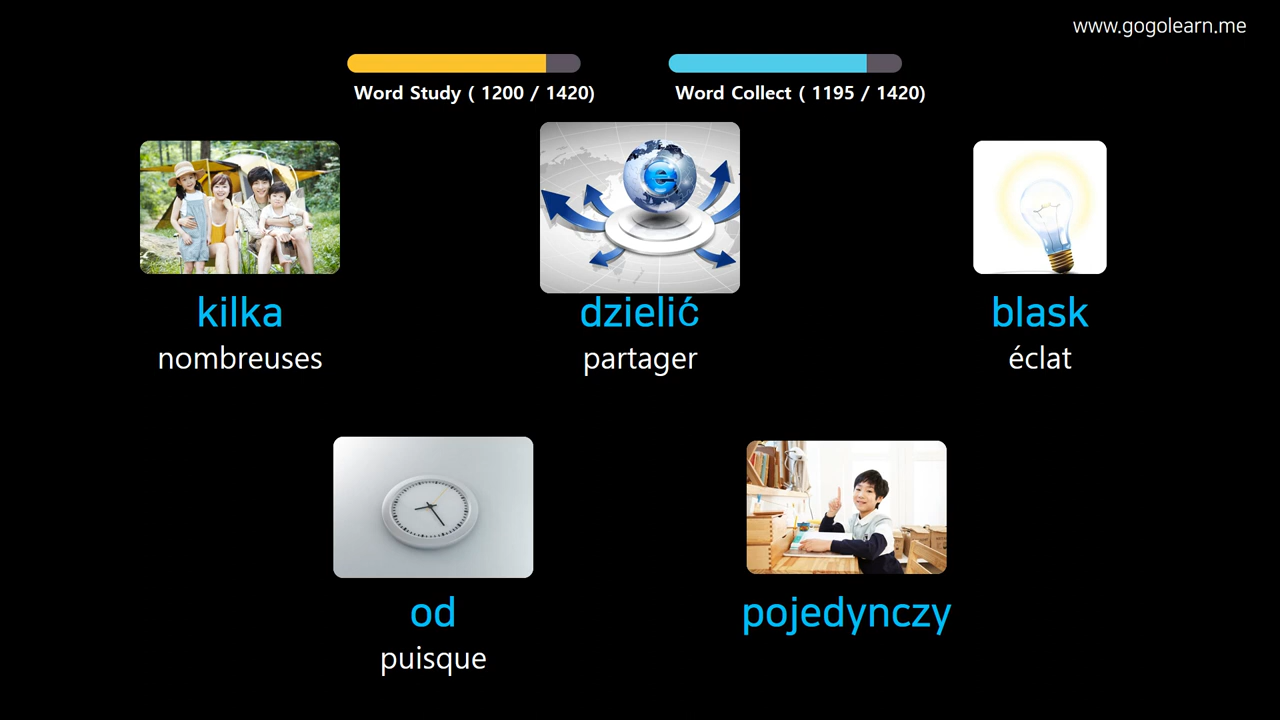 www.gogolearn.me
Word Study ( 1200 / 1420)
Word Collect ( 1195 / 1420)
e
kilka
nombreuses
dzielić
partager
blask
éclat
od
puisque
pojedynczy